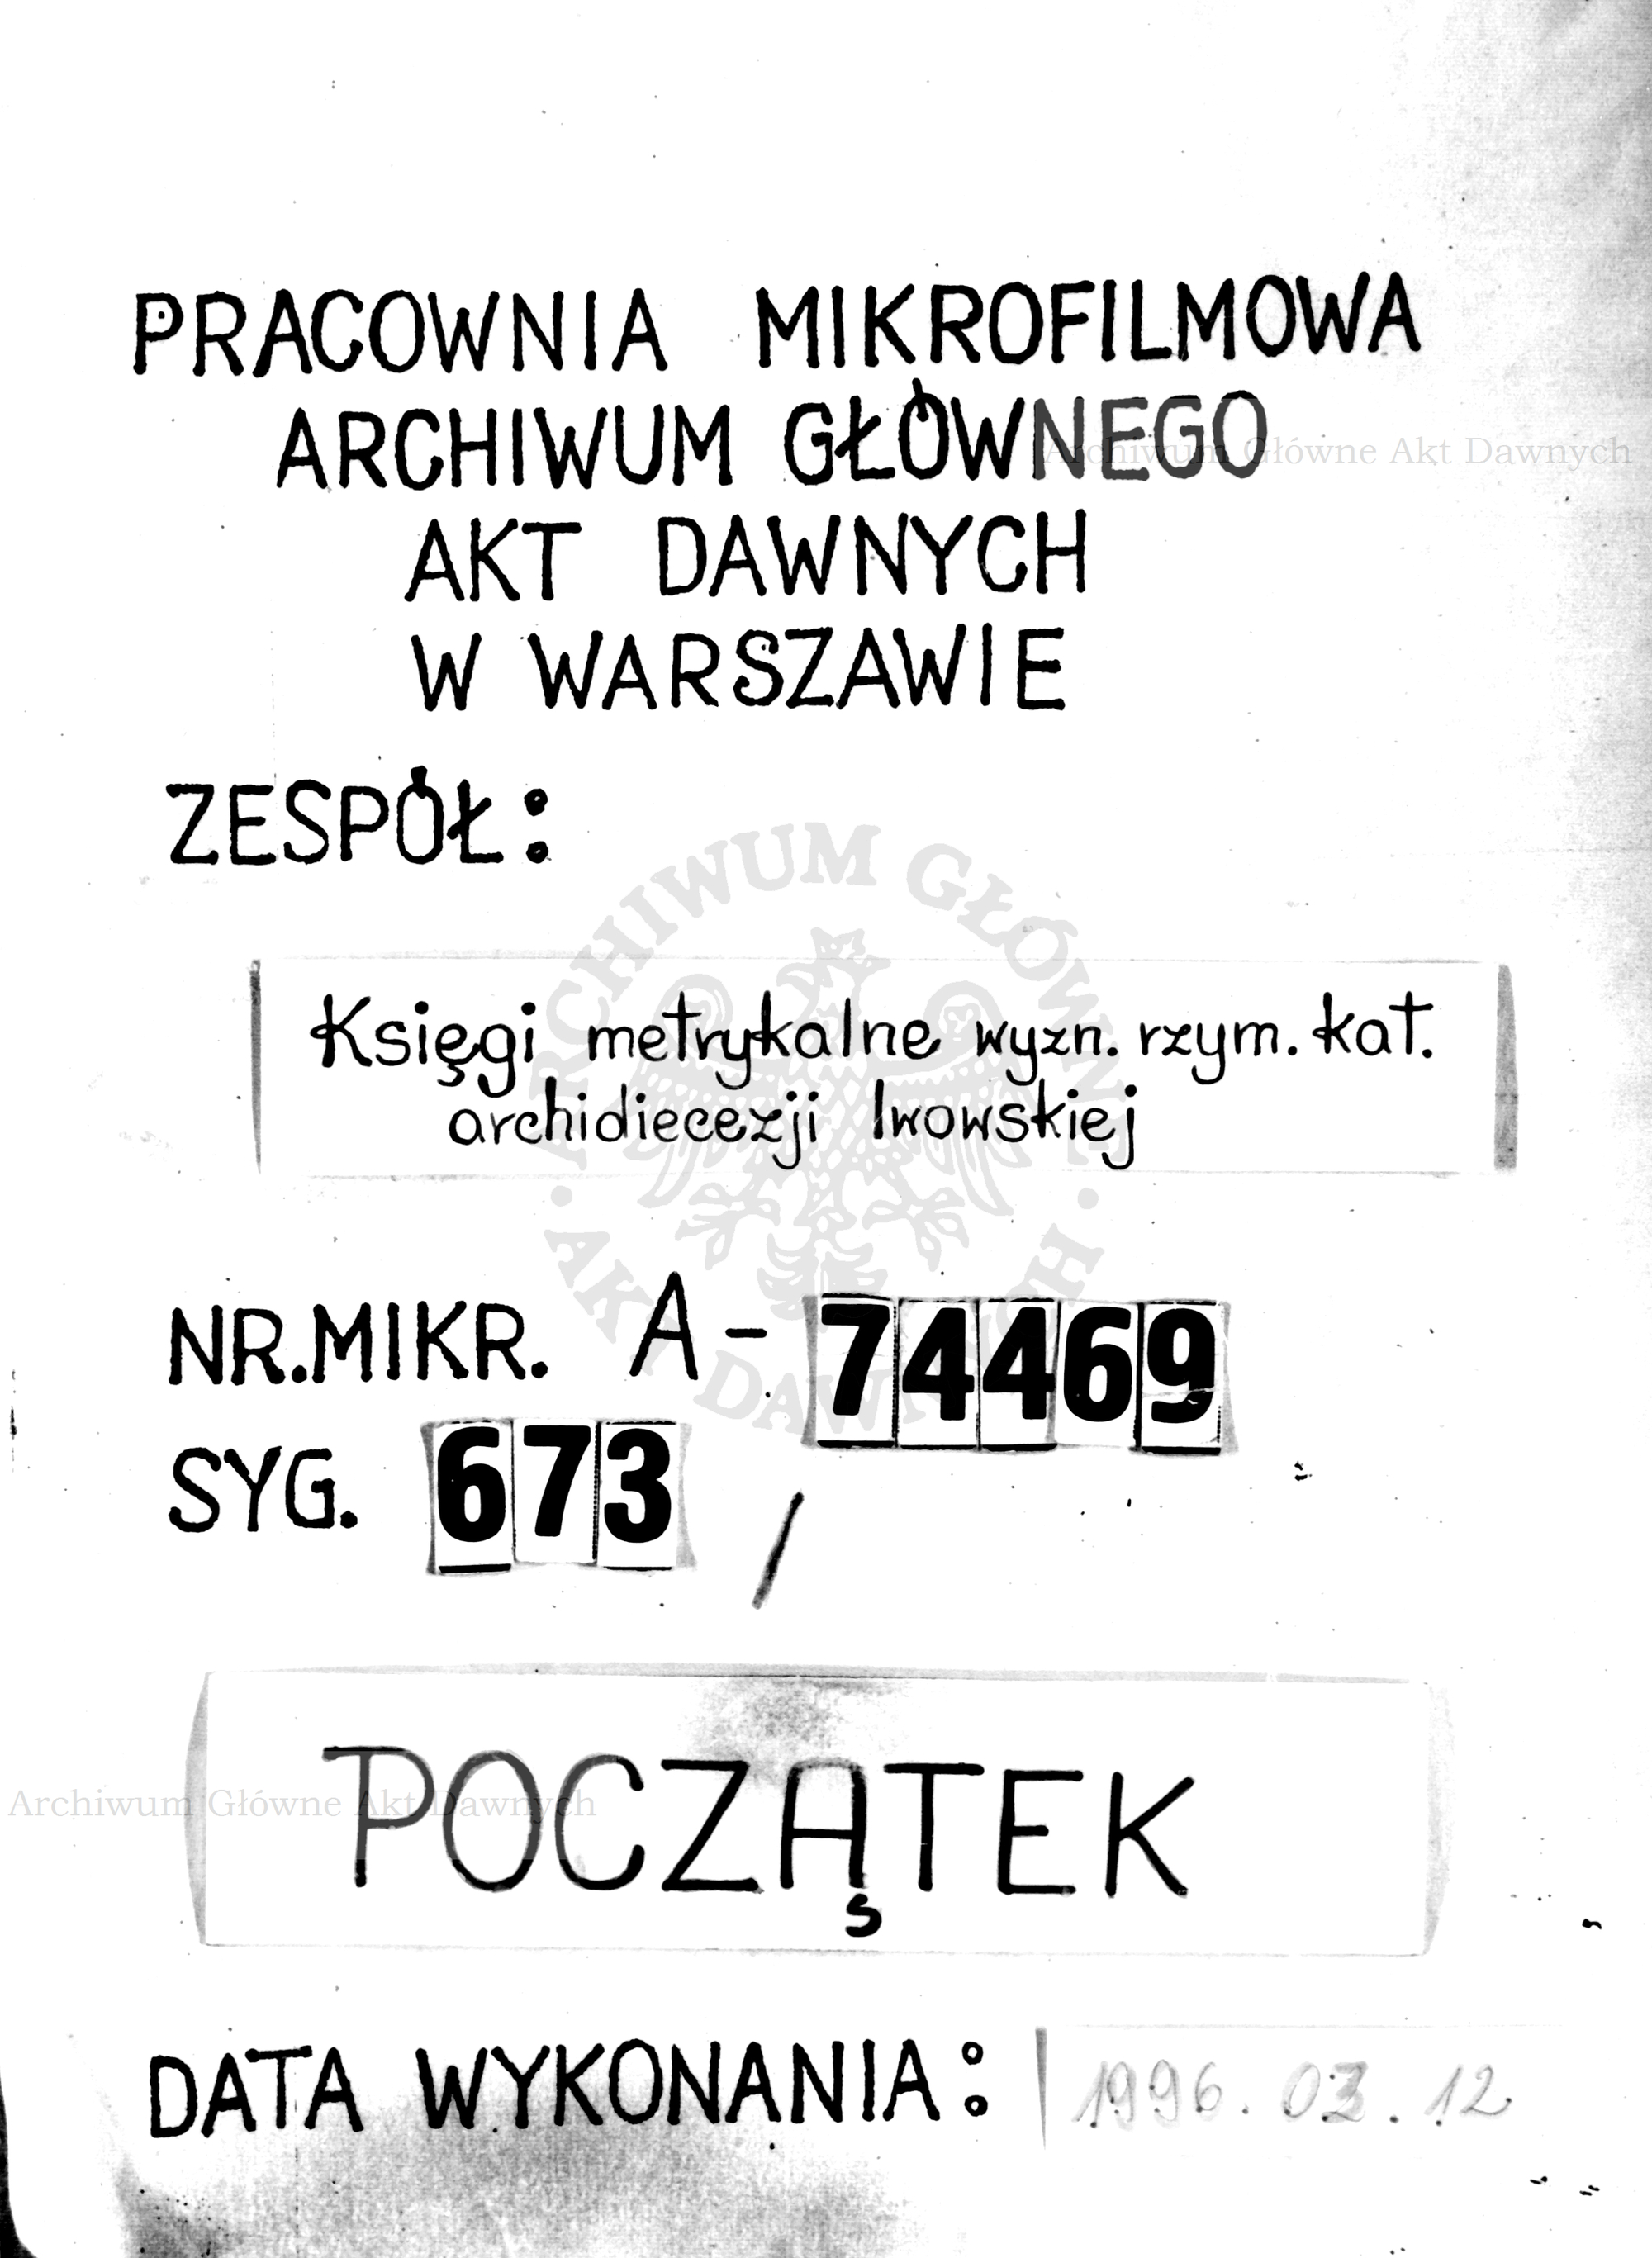 PRACOWNIA MIKROFILMOWA
ARCHIWUM GŁÓWNEGO
Archiwum Główne Akt Dawnych
AKT DAWNYCH
W WARSZAWIE
ZESPÓŁ:
ARCHIWUM GŁÓWNE
Księgi metrykalne wyzn. rzym. kat.
archidiecezji lwowskiej
• AKT DAWNYCH •
NR.MIKR. A- 74469
SYG. 673 /
POCZĄTEK
Archiwum Główne Akt Dawnych
DATA WYKONANIA: 1996.03.12